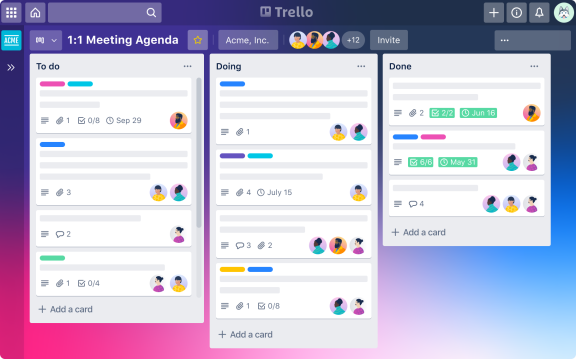 Trello
ACME
1:1 Meeting Agenda
Acme, Inc.
+12
Invite
To do
1
0/8
Sep 29
3
2
1
0/4
+ Add a card
Doing
1
4
July 15
3
2
1
0/8
+ Add a card
Done
2
2/2
Jun 16
6/6
May 31
4
+ Add a card